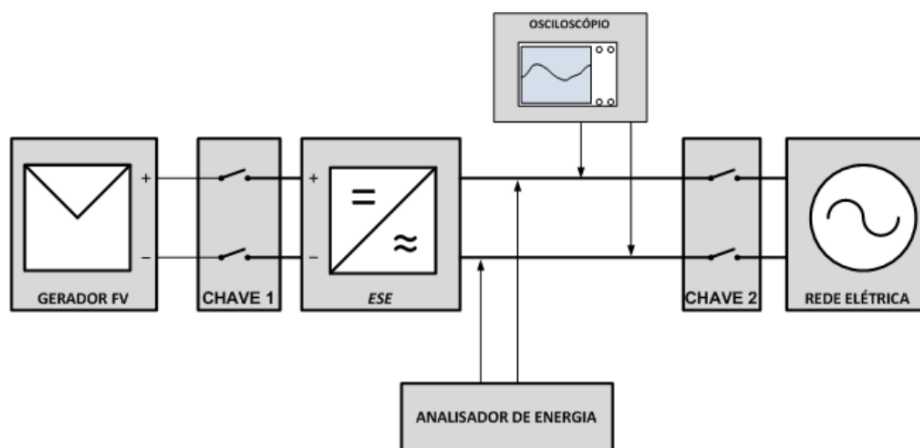 OSCILOSCÓPIO
+
−
+
−
GERADOR FV
CHAVE 1
ESE
CHAVE 2
REDE ELÉTRICA
ANALISADOR DE ENERGIA